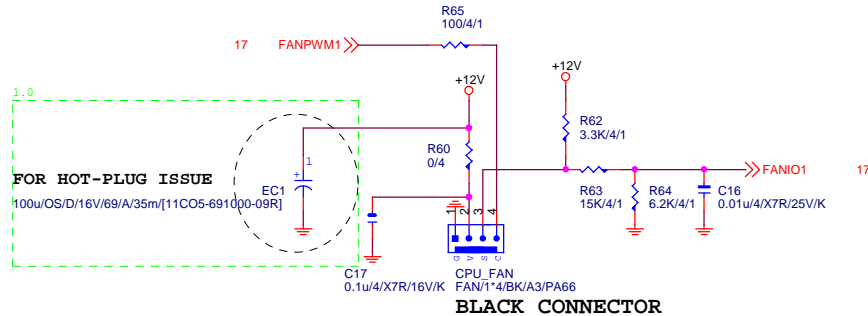 R65
100/4/1
17 FANPWM1
1.0
+12V
+12V
R62
3.3K/4/1
R60
0/4
1
+
FOR HOT-PLUG ISSUE
EC1
100u/OS/D/16V/69/A/35m/[11CO5-691000-09R]
FANIO1 17
R63
15K/4/1
R64
6.2K/4/1
C16
0.01u/4/X7R/25V/K
1 2 3 4
G V S C
C17
0.1u/4/X7R/16V/K
CPU_FAN
FAN/1*4/BK/A3/PA66
BLACK CONNECTOR